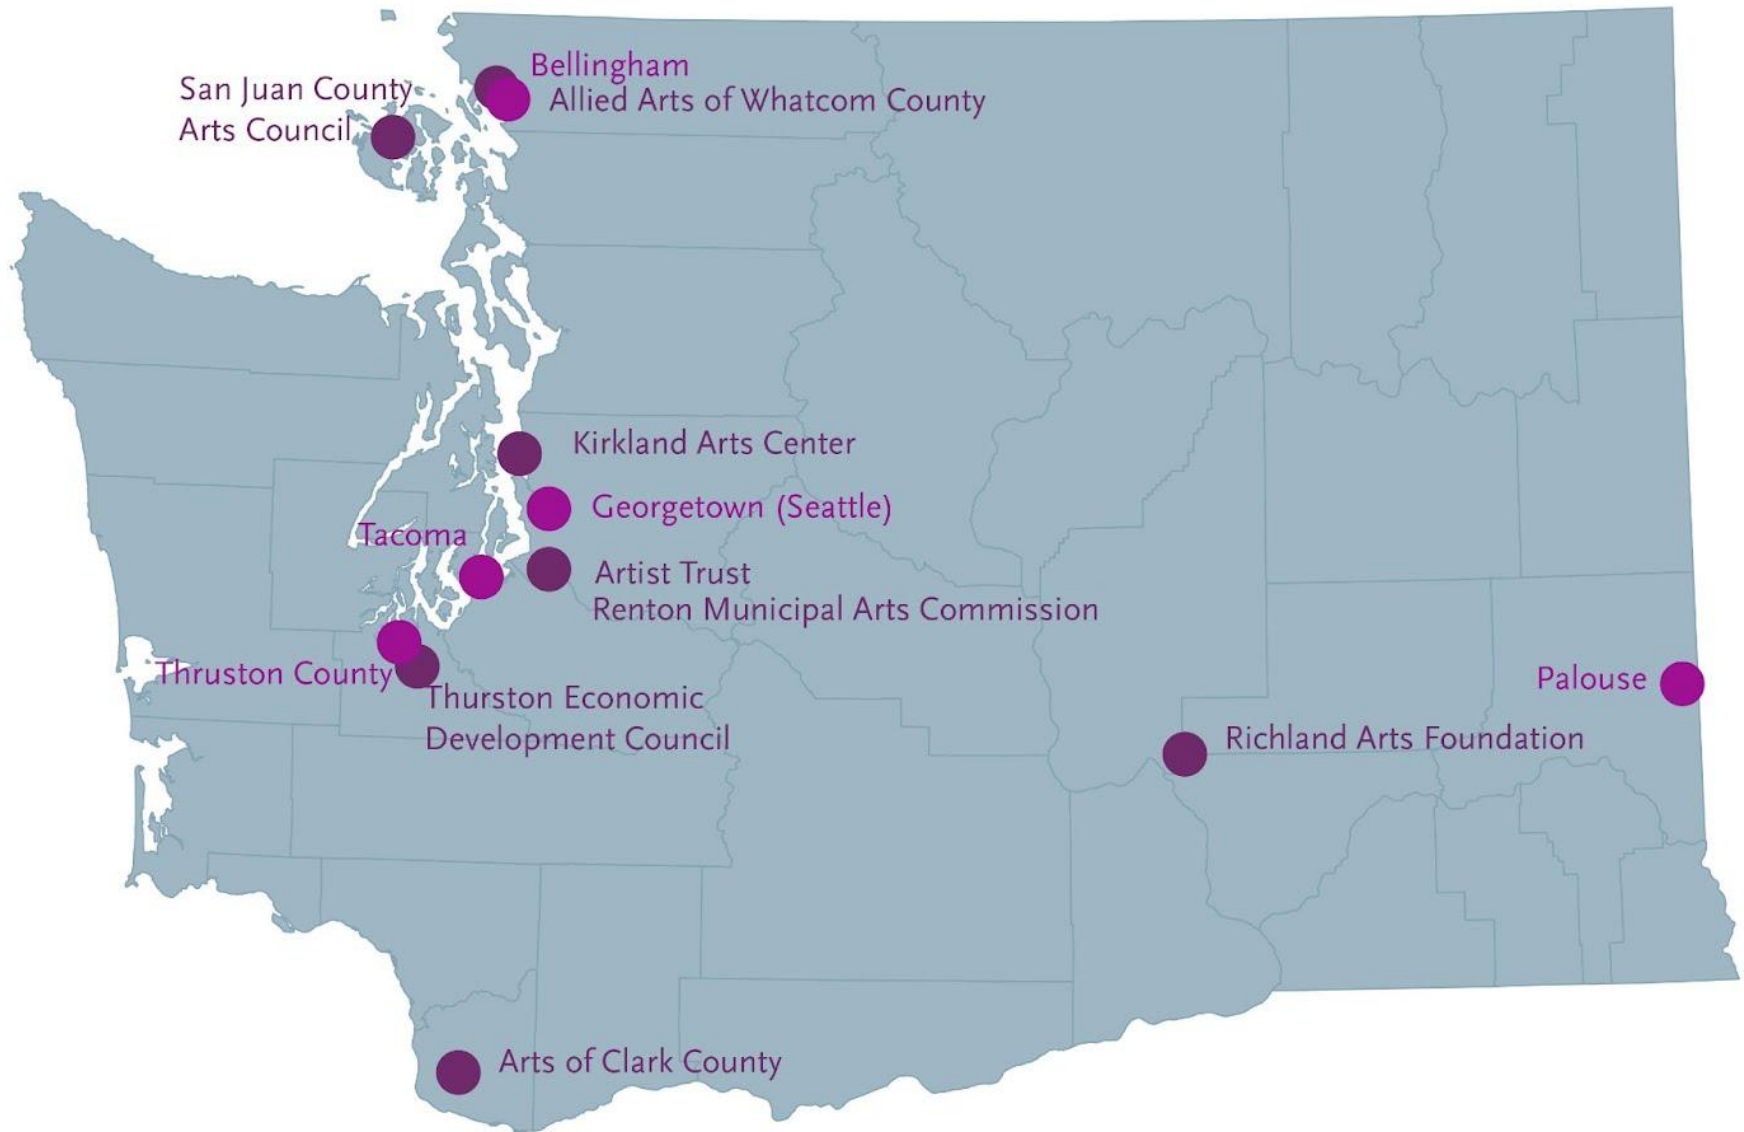 Bellingham
San Juan County
Allied Arts of Whatcom County
Arts Council
Kirkland Arts Center
Georgetown (Seattle)
Tacoma
Artist Trust
Renton Municipal Arts Commission
Thruston County
Thurston Economic
Development Council
Palouse
Richland Arts Foundation
Arts of Clark County